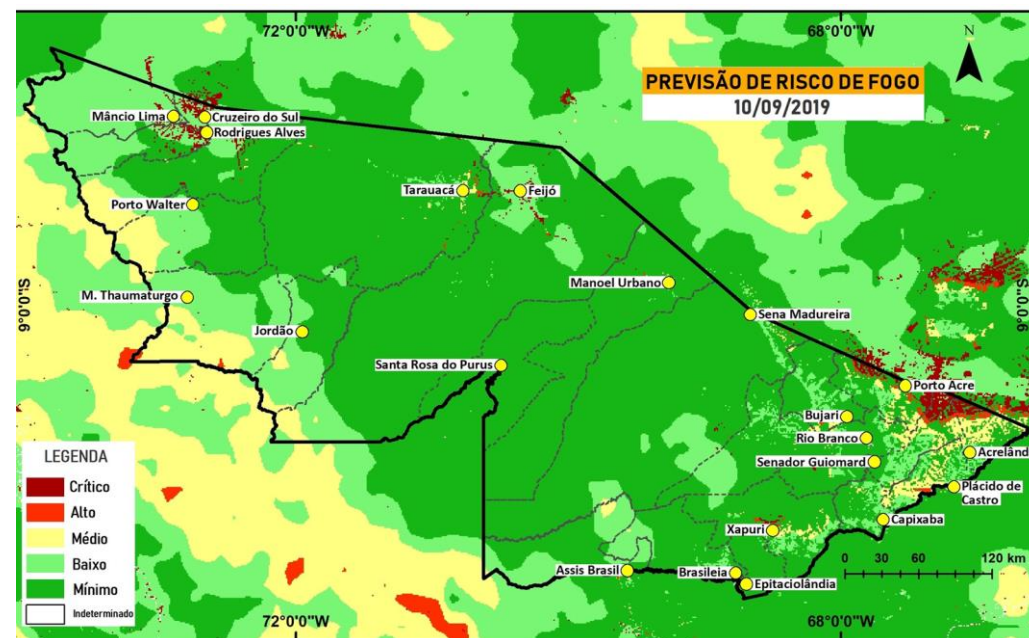 72°0'0"W
68°0'0"W
N
PREVISÃO DE RISCO DE FOGO
10/09/2019
Mâncio Lima
Cruzeiro do Sul
Rodrigues Alves
Tarauacá
Feijó
Porto Walter
9°0'0"S
M. Thaumaturgo
Manoel Urbano
9°0'0"S
Jordão
Sena Madureira
Santa Rosa do Purus
Porto Acre
Bujari
Rio Branco
Acrelând
Senador Guiomard
Plácido de
Castro
Capixaba
Xapuri
Assis Brasil
Brasileia
Epitaciolândia
LEGENDA
Crítico
Alto
Médio
Baixo
Mínimo
Indeterminado
0 30 60 120 km
72°0'0"W
68°0'0"W